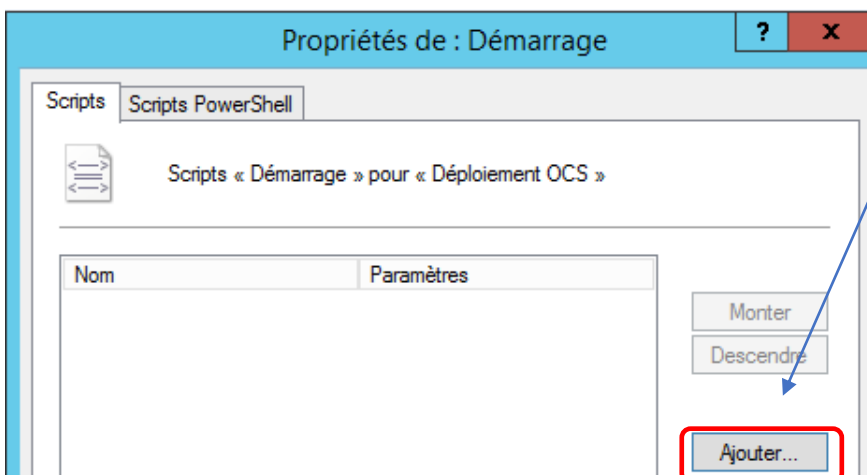 Propriétés de : Démarrage
? x
Scripts Scripts PowerShell
Scripts « Démarrage » pour « Déploiement OCS »
Nom Paramètres
Monter
Descendre
Ajouter...